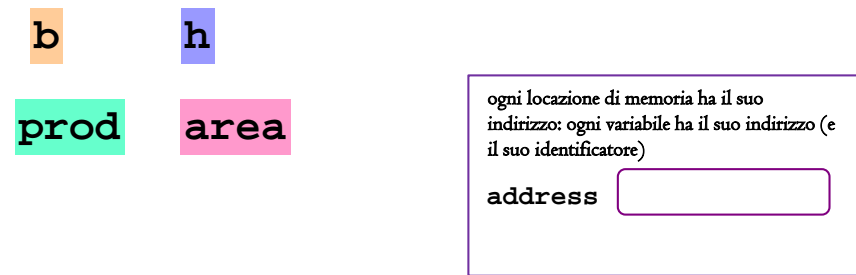 b h
prod area
ogni locazione di memoria ha il suo
indirizzo: ogni variabile ha il suo indirizzo (e
il suo identificatore)
address